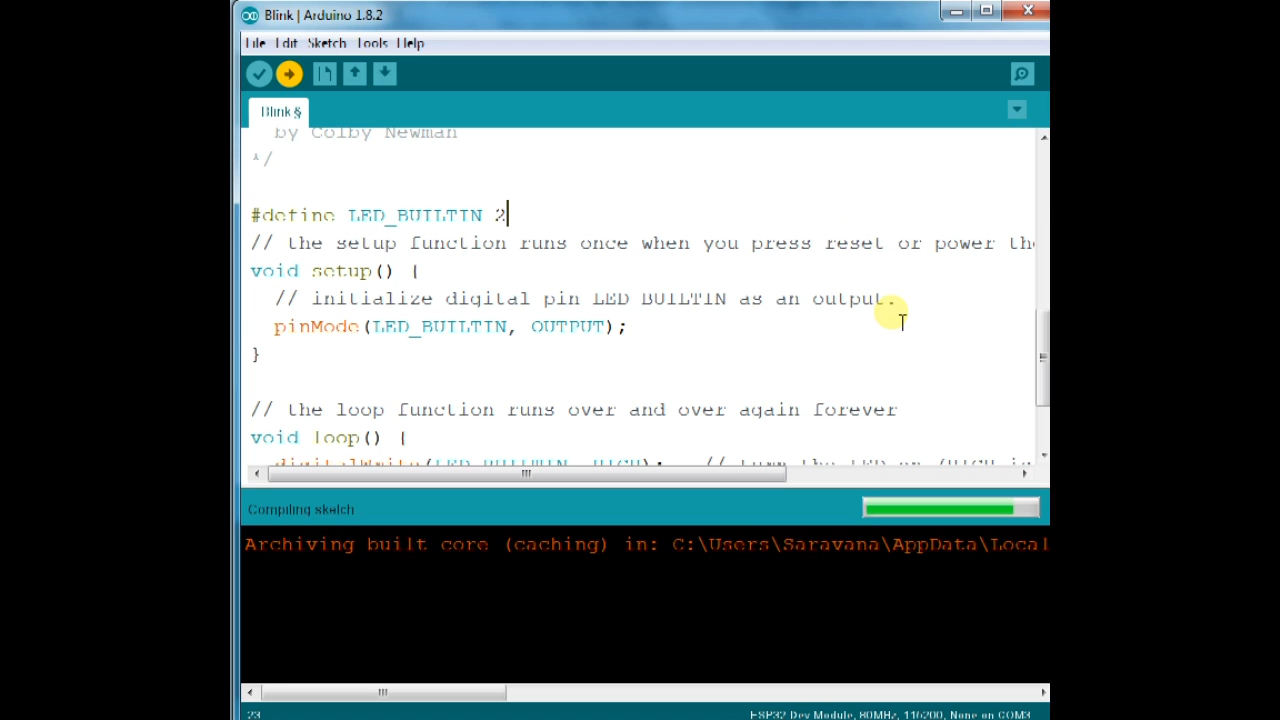 Blink | Arduino 1.8.2
File Edit Sketch Tools Help
Blink §
by Colby Newman
*/
#define LED_BUILTIN 2
// the setup function runs once when you press reset or power the
void setup() {
// initialize digital pin LED_BUILTIN as an output.
pinMode(LED_BUILTIN, OUTPUT);
}
// the loop function runs over and over again forever
void loop() {
digitalWrite(LED_BUILTIN, HIGH); // turn the LED on (HIGH is
Compiling sketch
Archiving built core (caching) in: C:\Users\Saravana\AppData\Local
23
ESP32 Dev Module, 80MHz, 116200, None on COM3